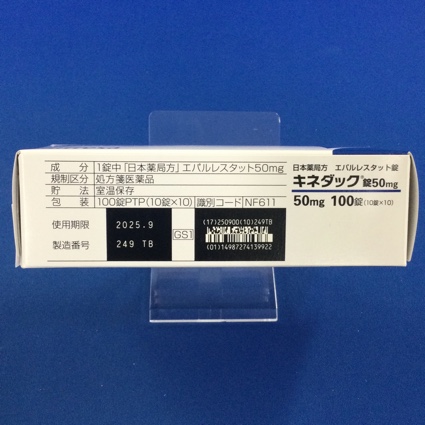 成分 1錠中「日本薬局方」エパルレスタット50mg
規制区分 処方箋医薬品
貯法 室温保存
包装 100錠PTP(10錠×10) 識別コード NF611
使用期限 2025.9
製造番号 249 TB
GS1
(17)250900(10)249TB
(01)14987274139922
日本薬局方 エパルレスタット錠
キネダック®錠50mg
50mg 100錠(10錠×10)